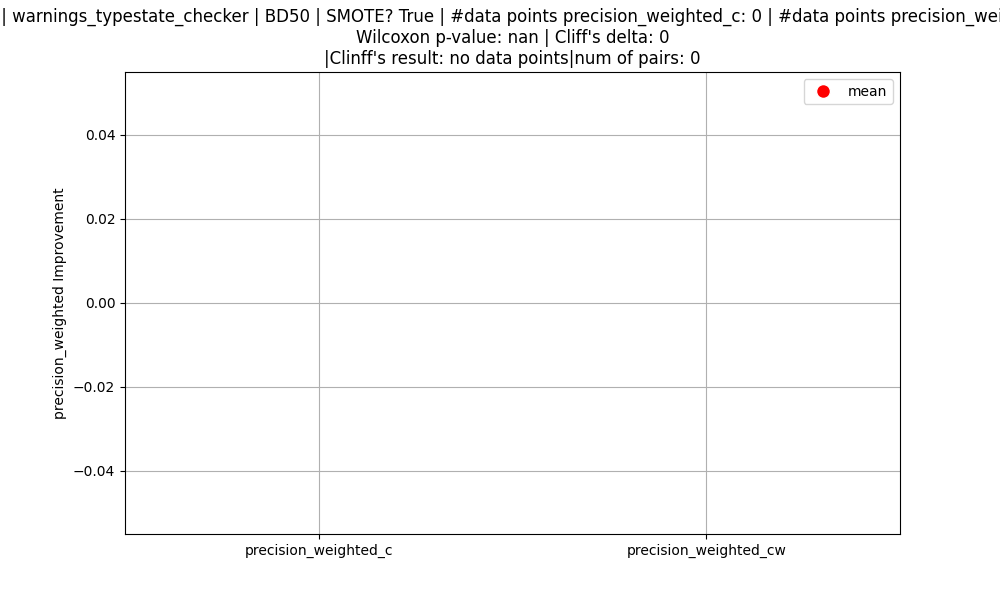 | warnings_typestate_checker | BD50 | SMOTE? True | #data points precision_weighted_c: 0 | #data points
Wilcoxon p-value: nan | Cliff's delta: 0
|Clinff's result: no data points|num of pairs: 0
mean
0.04
0.02
0.00
−0.02
−0.04
precision_weighted Improvement
precision_weighted_c
precision_weighted_cw